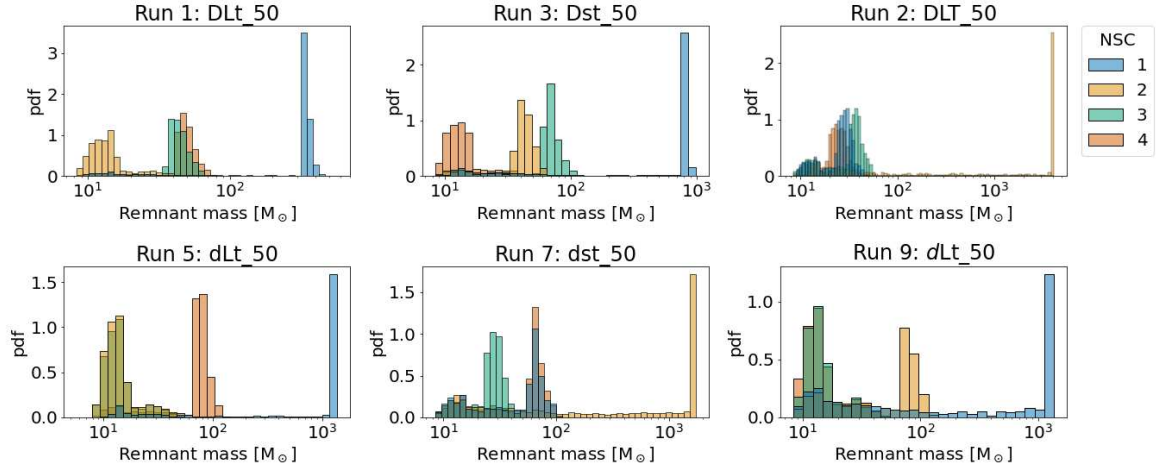 Run 1: DLt_50
Run 3: Dst_50
Run 2: DLT_50
NSC
1
2
3
4
pdf
3
2
1
0
10¹ 10²
Remnant mass [M⊙]
pdf
2
1
0
10¹ 10² 10³
Remnant mass [M⊙]
pdf
2
1
0
10¹ 10² 10³
Remnant mass [M⊙]
Run 5: dLt_50
Run 7: dst_50
Run 9: dLt_50
pdf
1.5
1.0
0.5
0.0
10¹ 10² 10³
Remnant mass [M⊙]
pdf
1.5
1.0
0.5
0.0
10¹ 10² 10³
Remnant mass [M⊙]
pdf
1.0
0.5
0.0
10¹ 10² 10³
Remnant mass [M⊙]